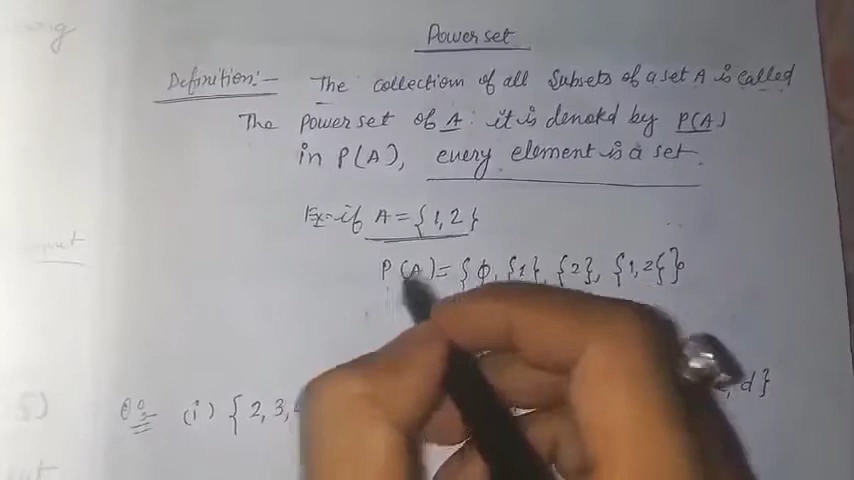 Power set
Definition:- The collection of all subsets of a set A is called
The power set of A. it is denoted by P(A)
in P(A), every element is a set.
Ex:- if A = {1, 2}
P(A) = {ϕ, {1}, {2}, {1, 2{}}
(i) {2, 3, d}